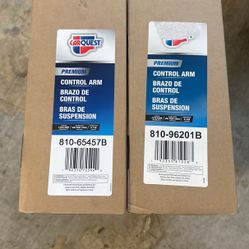 CARQUEST
PREMIUM
CONTROL ARM
BRAZO DE
CONTROL
BRAS DE
SUSPENSION
810-65457B
PREMIUM
CONTROL ARM
BRAZO DE
CONTROL
BRAS DE
SUSPENSION
810-96201B